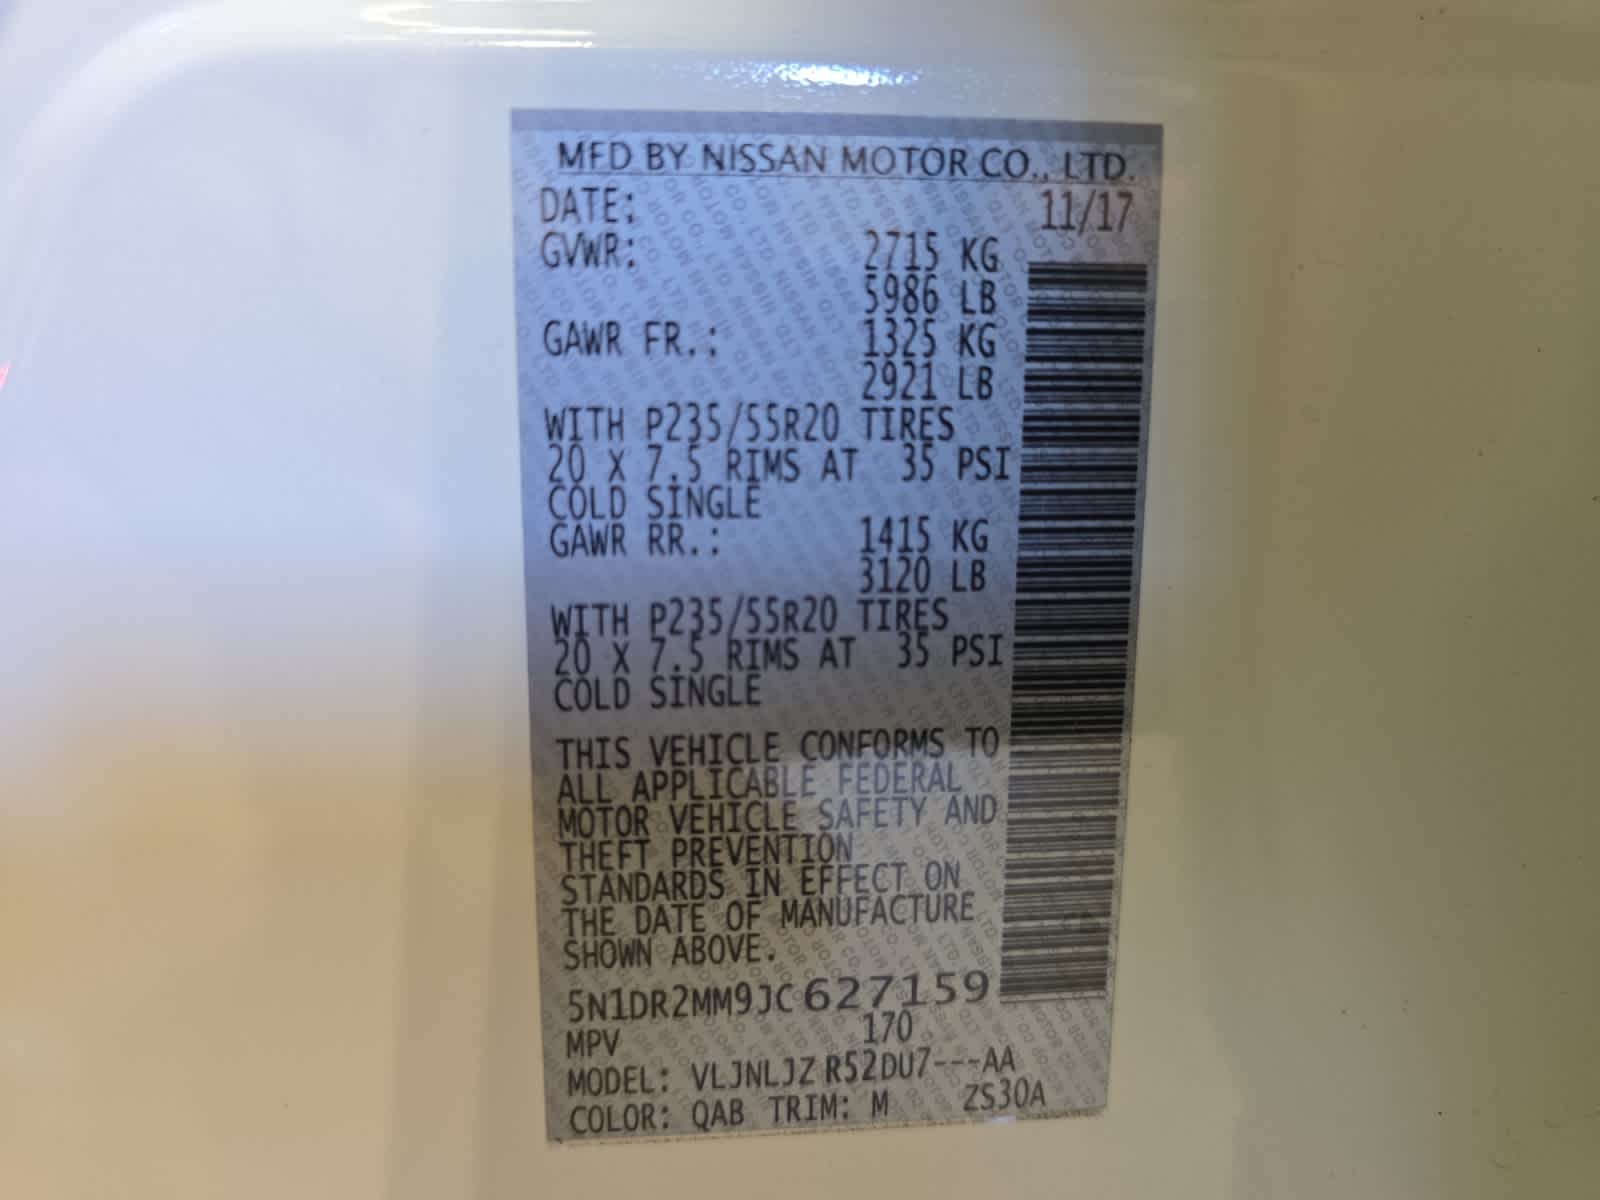 MFD BY NISSAN MOTOR CO., LTD.
DATE: 11/17
GVWR: 2715 KG
5986 LB
GAWR FR.: 1325 KG
2921 LB
WITH P235/55R20 TIRES
20 X 7.5 RIMS AT 35 PSI
COLD SINGLE
GAWR RR.: 1415 KG
3120 LB
WITH P235/55R20 TIRES
20 X 7.5 RIMS AT 35 PSI
COLD SINGLE
THIS VEHICLE CONFORMS TO
ALL APPLICABLE FEDERAL
MOTOR VEHICLE SAFETY AND
THEFT PREVENTION
STANDARDS IN EFFECT ON
THE DATE OF MANUFACTURE
SHOWN ABOVE.
5N1DR2MM9JC627159
MPV 170
MODEL: VLJNLJZ R52DU7---AA
COLOR: QAB TRIM: M ZS30A